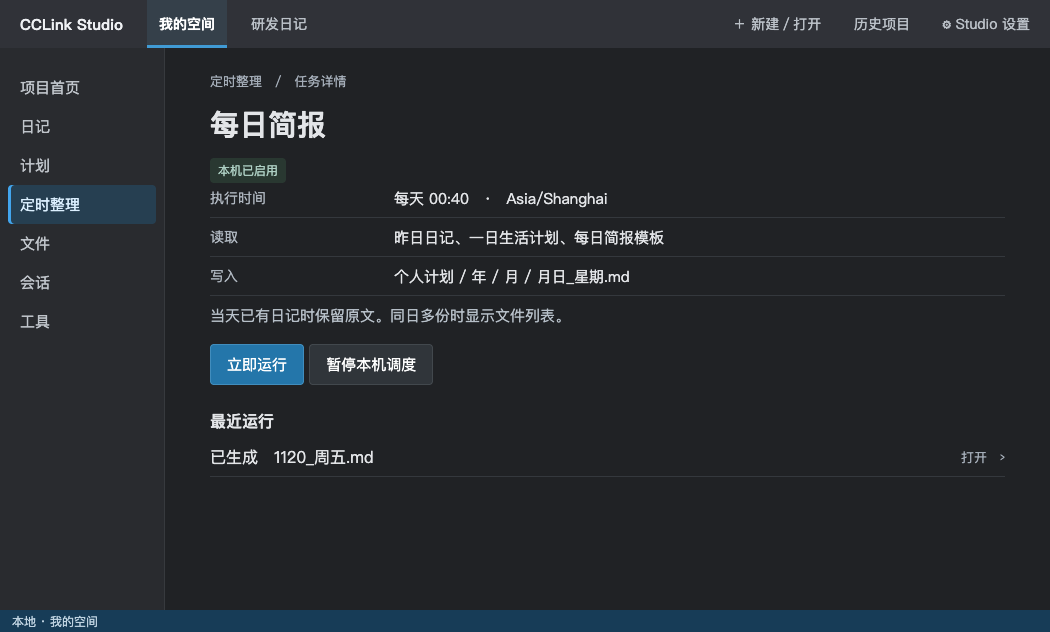 CCLink Studio 我的空间 研发日记 + 新建 / 打开 历史项目 ⚙ Studio 设置
项目首页
日记
计划
定时整理
文件
会话
工具
定时整理 / 任务详情
每日简报
本机已启用
执行时间 每天 00:40 · Asia/Shanghai
读取 昨日日记、一日生活计划、每日简报模板
写入 个人计划 / 年 / 月 / 月日_星期.md
当天已有日记时保留原文。同日多份时显示文件列表。
立即运行 暂停本机调度
最近运行
已生成 1120_周五.md 打开 >
本地 · 我的空间